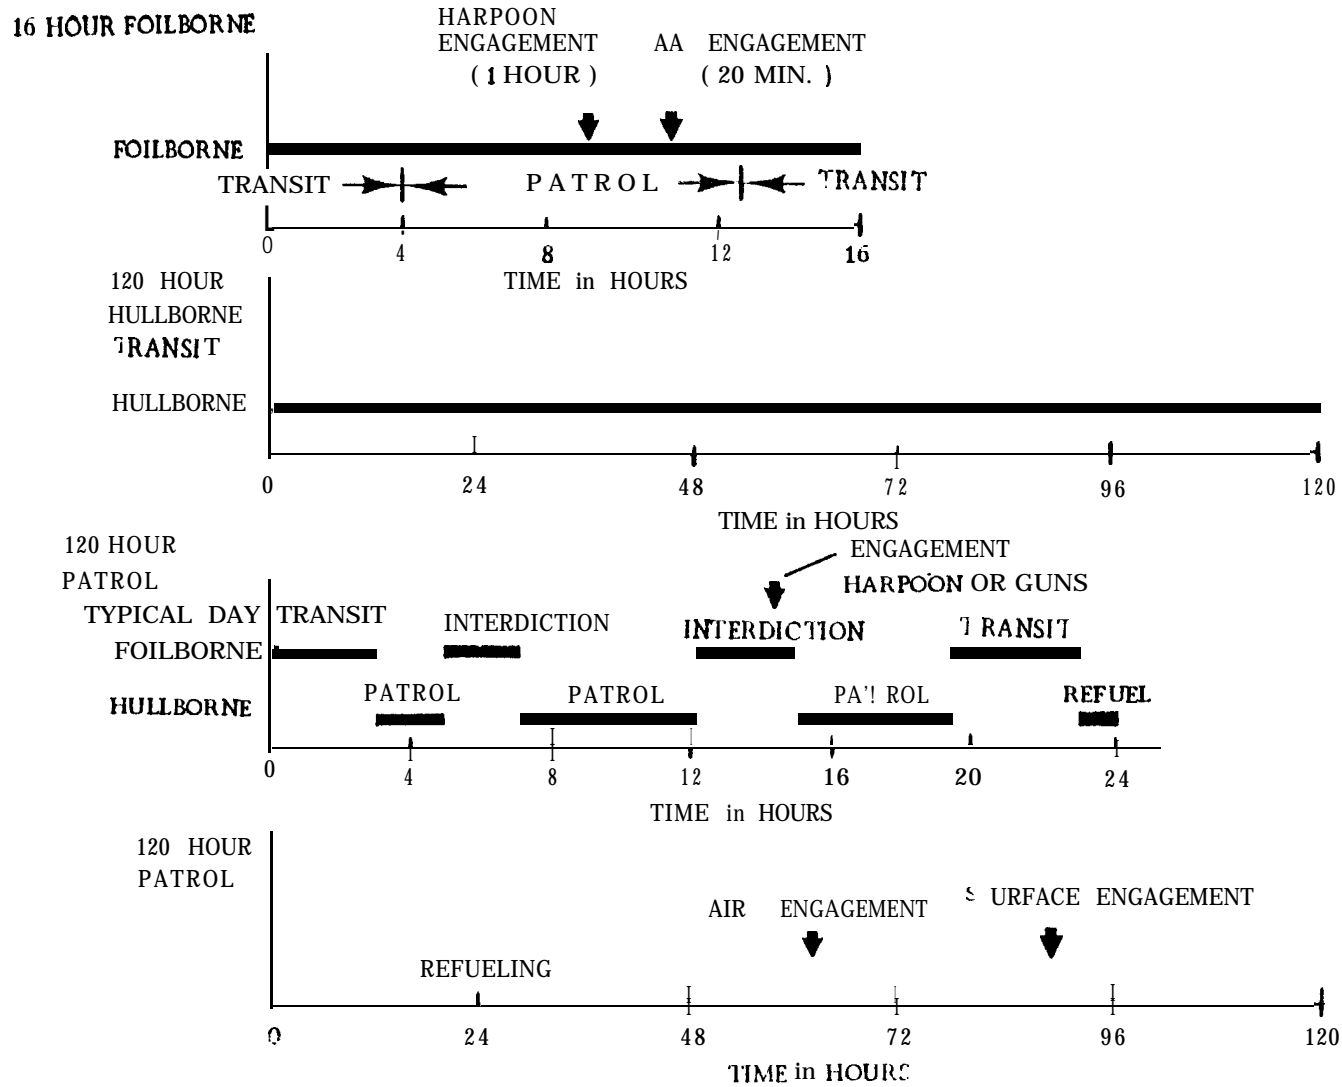 16 HOUR FOILBORNE
HARPOON
ENGAGEMENT
( 1 HOUR )
AA ENGAGEMENT
( 20 MIN. )
FOILBORNE
TRANSIT
PATROL
TRANSIT
0 4 8 12 16
TIME in HOURS
120 HOUR
HULLBORNE
TRANSIT
HULLBORNE
0 24 48 72 96 120
TIME in HOURS
120 HOUR
PATROL
TYPICAL DAY
ENGAGEMENT
HARPOON OR GUNS
TRANSIT
INTERDICTION
INTERDICTION
TRANSIT
FOILBORNE
PATROL
PATROL
PA'! ROL
REFUEL
HULLBORNE
0 4 8 12 16 20 24
TIME in HOURS
120 HOUR
PATROL
AIR ENGAGEMENT
SURFACE ENGAGEMENT
REFUELING
0 24 48 72 96 120
TIME in HOURS